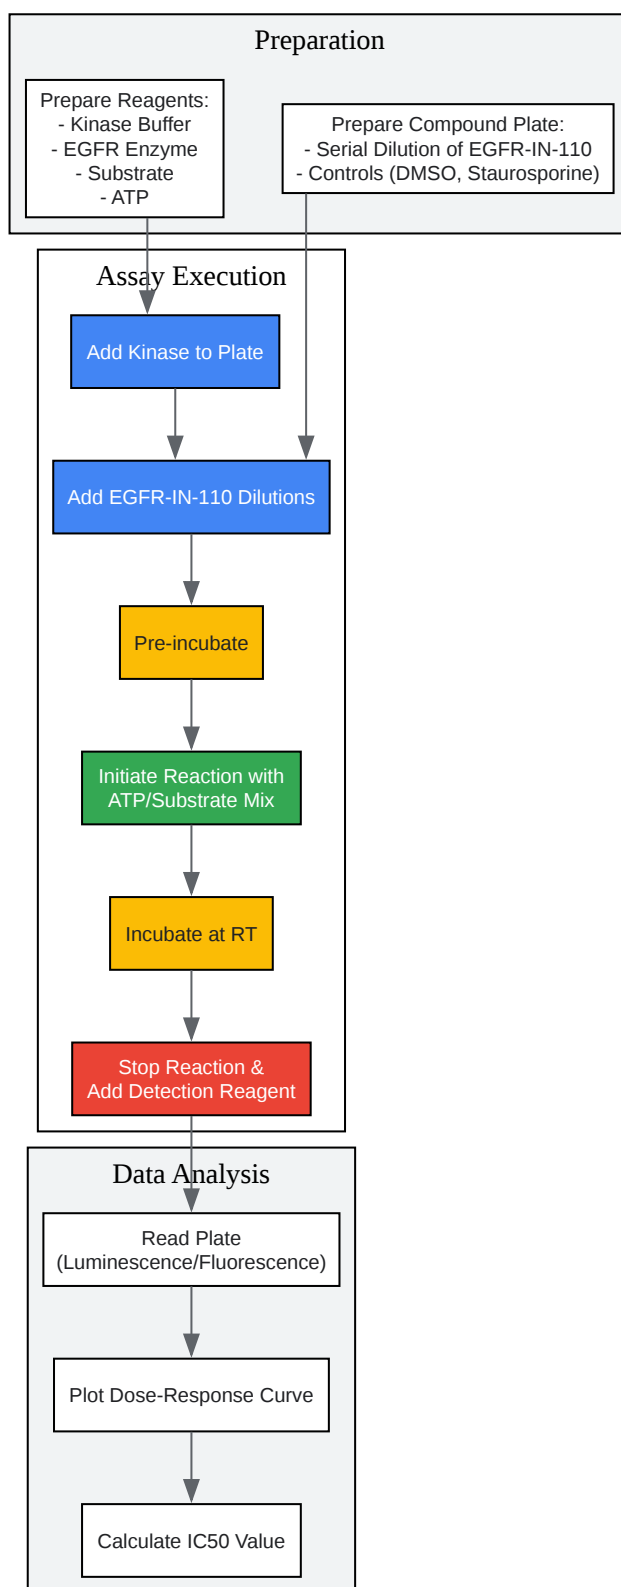 Preparation
Prepare Reagents:
- Kinase Buffer
- EGFR Enzyme
- Substrate
- ATP
Prepare Compound Plate:
- Serial Dilution of EGFR-IN-110
- Controls (DMSO, Staurosporine)
Assay Execution
Add Kinase to Plate
Add EGFR-IN-110 Dilutions
Pre-incubate
Initiate Reaction with
ATP/Substrate Mix
Incubate at RT
Stop Reaction &
Add Detection Reagent
Data Analysis
Read Plate
(Luminescence/Fluorescence)
Plot Dose-Response Curve
Calculate IC50 Value